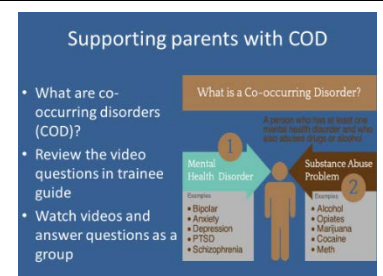 Supporting parents with COD
• What are co-
occurring disorders
(COD)?
• Review the video
questions in trainee
guide
• Watch videos and
answer questions as a
group
What is a Co-occurring Disorder?
A person who has at least one
mental health disorder and who
also abuses drugs or alcohol
1
Mental
Health Disorder
Examples
• Bipolar
• Anxiety
• Depression
• PTSD
• Schizophrenia
Substance Abuse
Problem
2
Examples
• Alcohol
• Opiates
• Marijuana
• Cocaine
• Meth